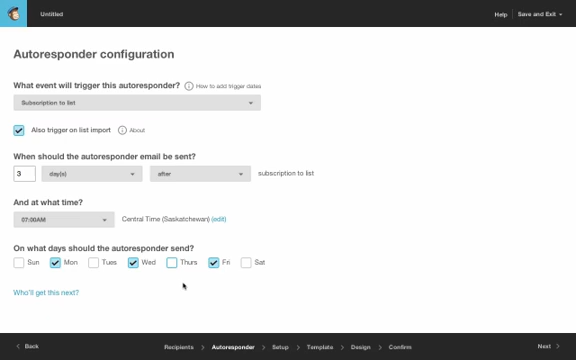 Untitled
Help
Save and Exit
Autoresponder configuration
What event will trigger this autoresponder? How to add trigger dates
Subscription to list
Also trigger on list import About
When should the autoresponder email be sent?
3 day(s) after subscription to list
And at what time?
07:00AM Central Time (Saskatchewan) (edit)
On what days should the autoresponder send?
Sun Mon Tues Wed Thurs Fri Sat
Who'll get this next?
Back Recipients > Autoresponder > Setup > Template > Design > Confirm Next